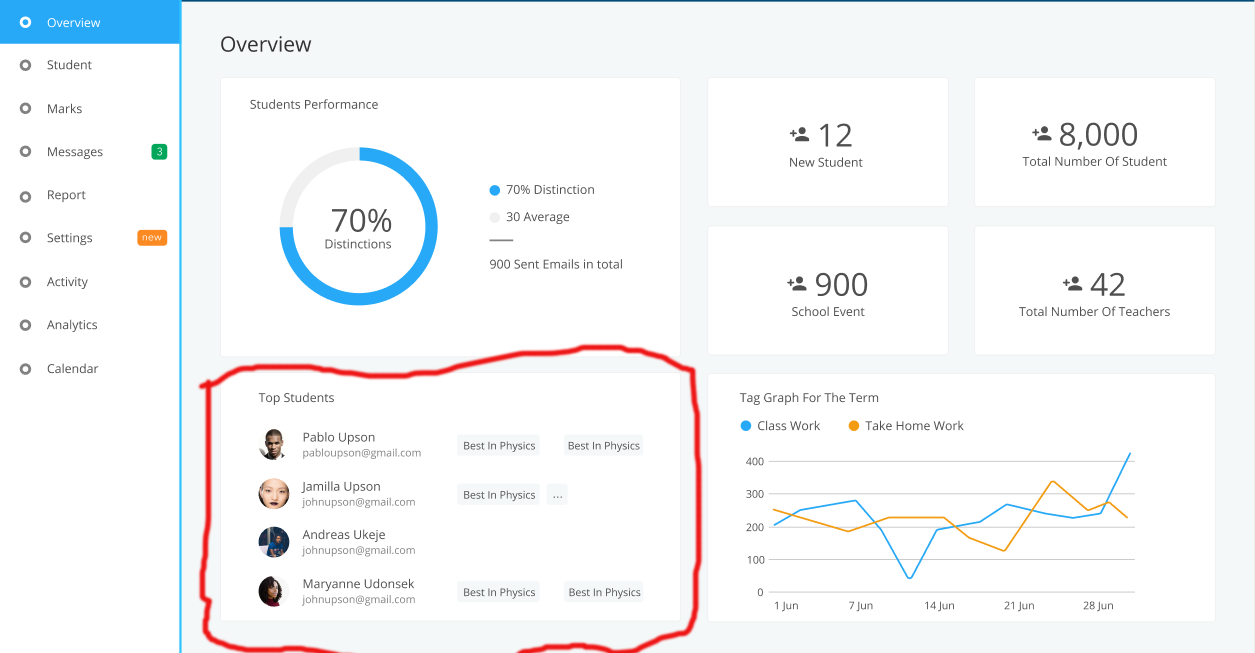 Overview
Student
Marks
Messages 3
Report
Settings new
Activity
Analytics
Calendar
Overview
Students Performance
70%
Distinctions
70% Distinction
30 Average
900 Sent Emails in total
12
New Student
8,000
Total Number Of Student
900
School Event
42
Total Number Of Teachers
Top Students
Pablo Upson
pabloupson@gmail.com
Best In Physics Best In Physics
Jamilla Upson
johnupson@gmail.com
Best In Physics ...
Andreas Ukeje
johnupson@gmail.com
Maryanne Udonsek
johnupson@gmail.com
Best In Physics Best In Physics
Tag Graph For The Term
Class Work Take Home Work
400
300
200
100
0
1 Jun 7 Jun 14 Jun 21 Jun 28 Jun